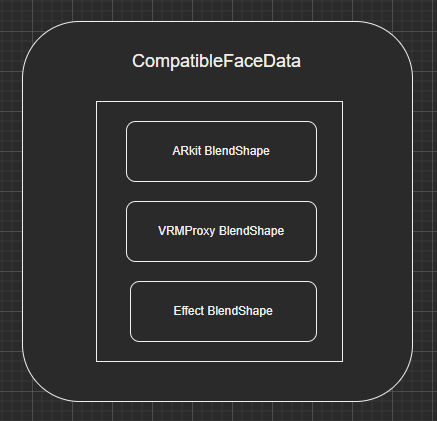 CompatibleFaceData
ARkit BlendShape
VRMProxy BlendShape
Effect BlendShape